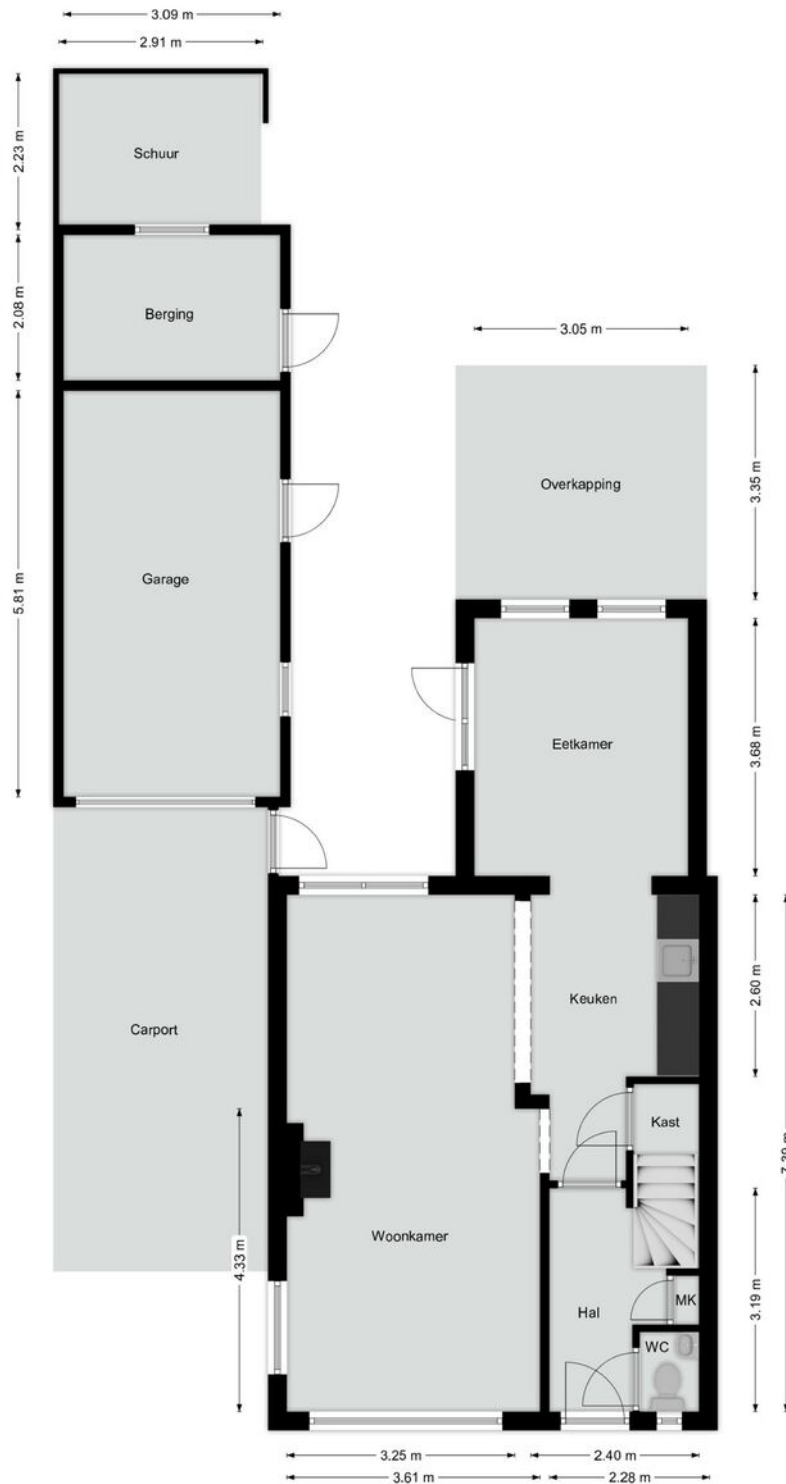 3.09 m
2.91 m
2.23 m
Schuur
2.08 m
Berging
3.05 m
5.81 m
Garage
Overkapping
3.35 m
Eetkamer
3.68 m
Carport
Keuken
2.60 m
Kast
7.39 m
4.33 m
Woonkamer
Hal
MK
3.19 m
WC
3.25 m
2.40 m
3.61 m
2.28 m